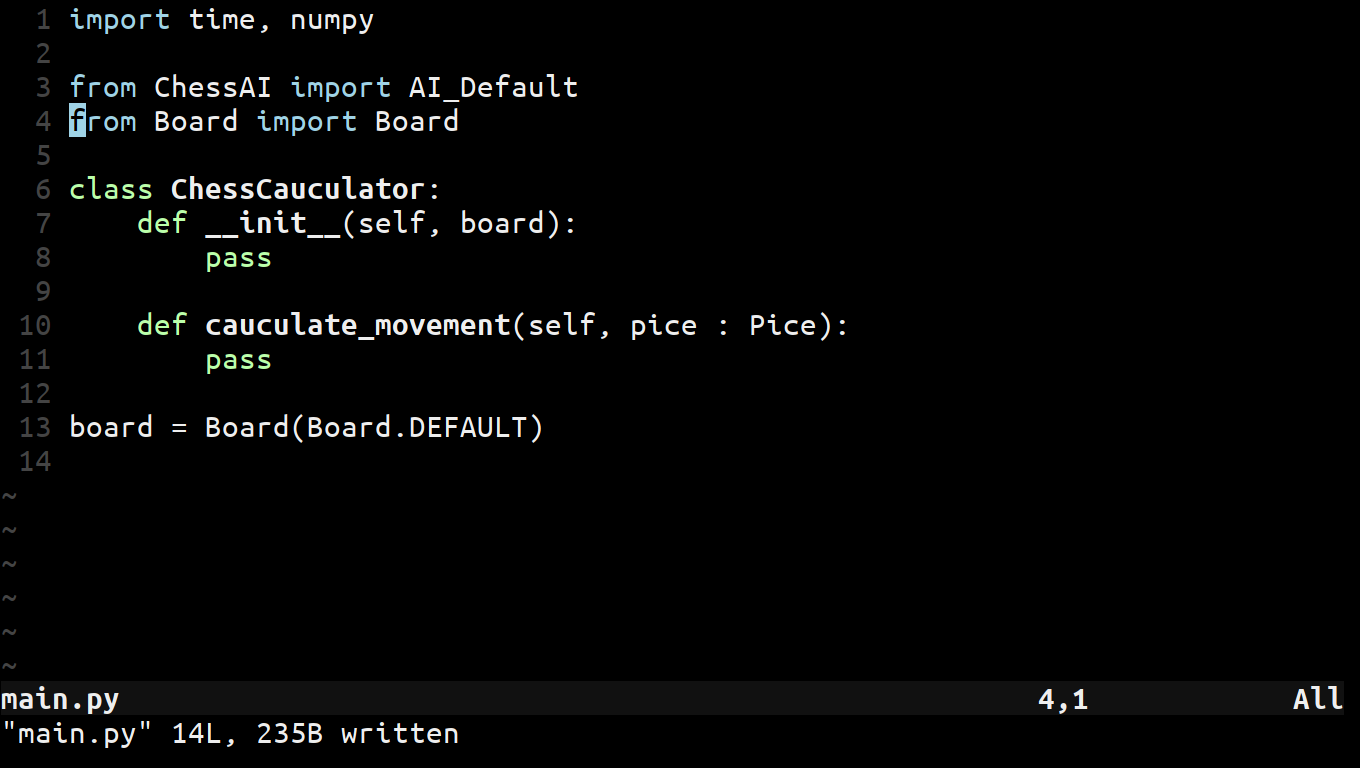 1 import time, numpy
2
3 from ChessAI import AI_Default
4 from Board import Board
5
6 class ChessCauculator:
7     def __init__(self, board):
8         pass
9
10     def cauculate_movement(self, pice : Pice):
11         pass
12
13 board = Board(Board.DEFAULT)
14
~
~
~
~
~
~
main.py 4,1 All
"main.py" 14L, 235B written